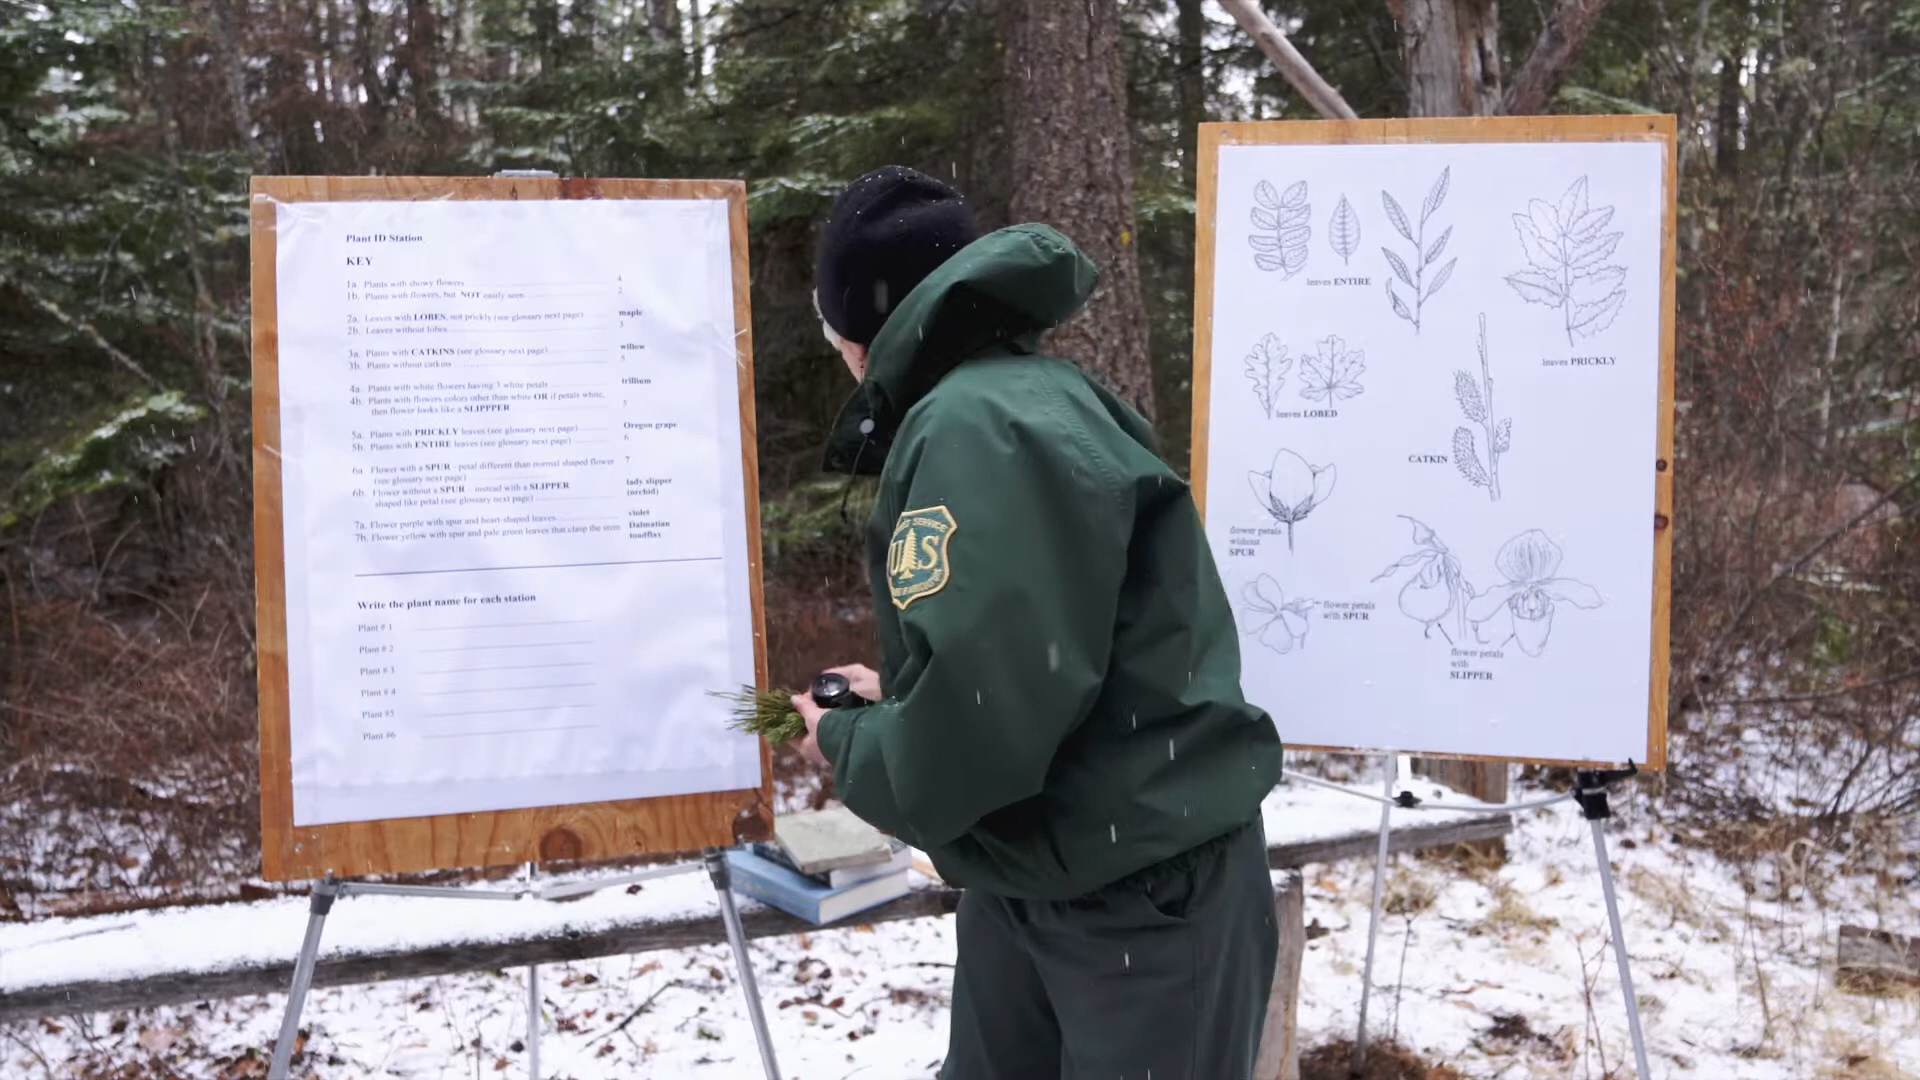 Plant ID Station
KEY
1a. Plants with showy flowers 4
1b. Plants with flowers, but NOT easily seen 2
2a. Leaves with LOBES, not prickly (see glossary next page) maple
2b. Leaves without lobes 3
3a. Plants with CATKINS (see glossary next page) willow
3b. Plants without catkins 5
4a. Plants with white flowers having 3 white petals trillium
4b. Plants with flowers colors other than white OR if petals white,
then flower looks like a SLIPPPER 5
5a. Plants with PRICKLY leaves (see glossary next page) Oregon grape
5b. Plants with ENTIRE leaves (see glossary next page) 6
6a. Flower with a SPUR - petal different than normal shaped flower 7
(see glossary next page)
6b. Flower without a SPUR - instead with a SLIPPER lady slipper
shaped like petal (see glossary next page) (orchid)
7a. Flower purple with spur and heart-shaped leaves violet
7b. Flower yellow with spur and pale green leaves that clasp the stem Dalmatian
toadflax
Write the plant name for each station
Plant # 1
Plant # 2
Plant # 3
Plant # 4
Plant #5
Plant #6
SERVICE
US
leaves ENTIRE
leaves PRICKLY
leaves LOBED
CATKIN
flower petals
without
SPUR
flower petals
with SPUR
flower petals
with
SLIPPER